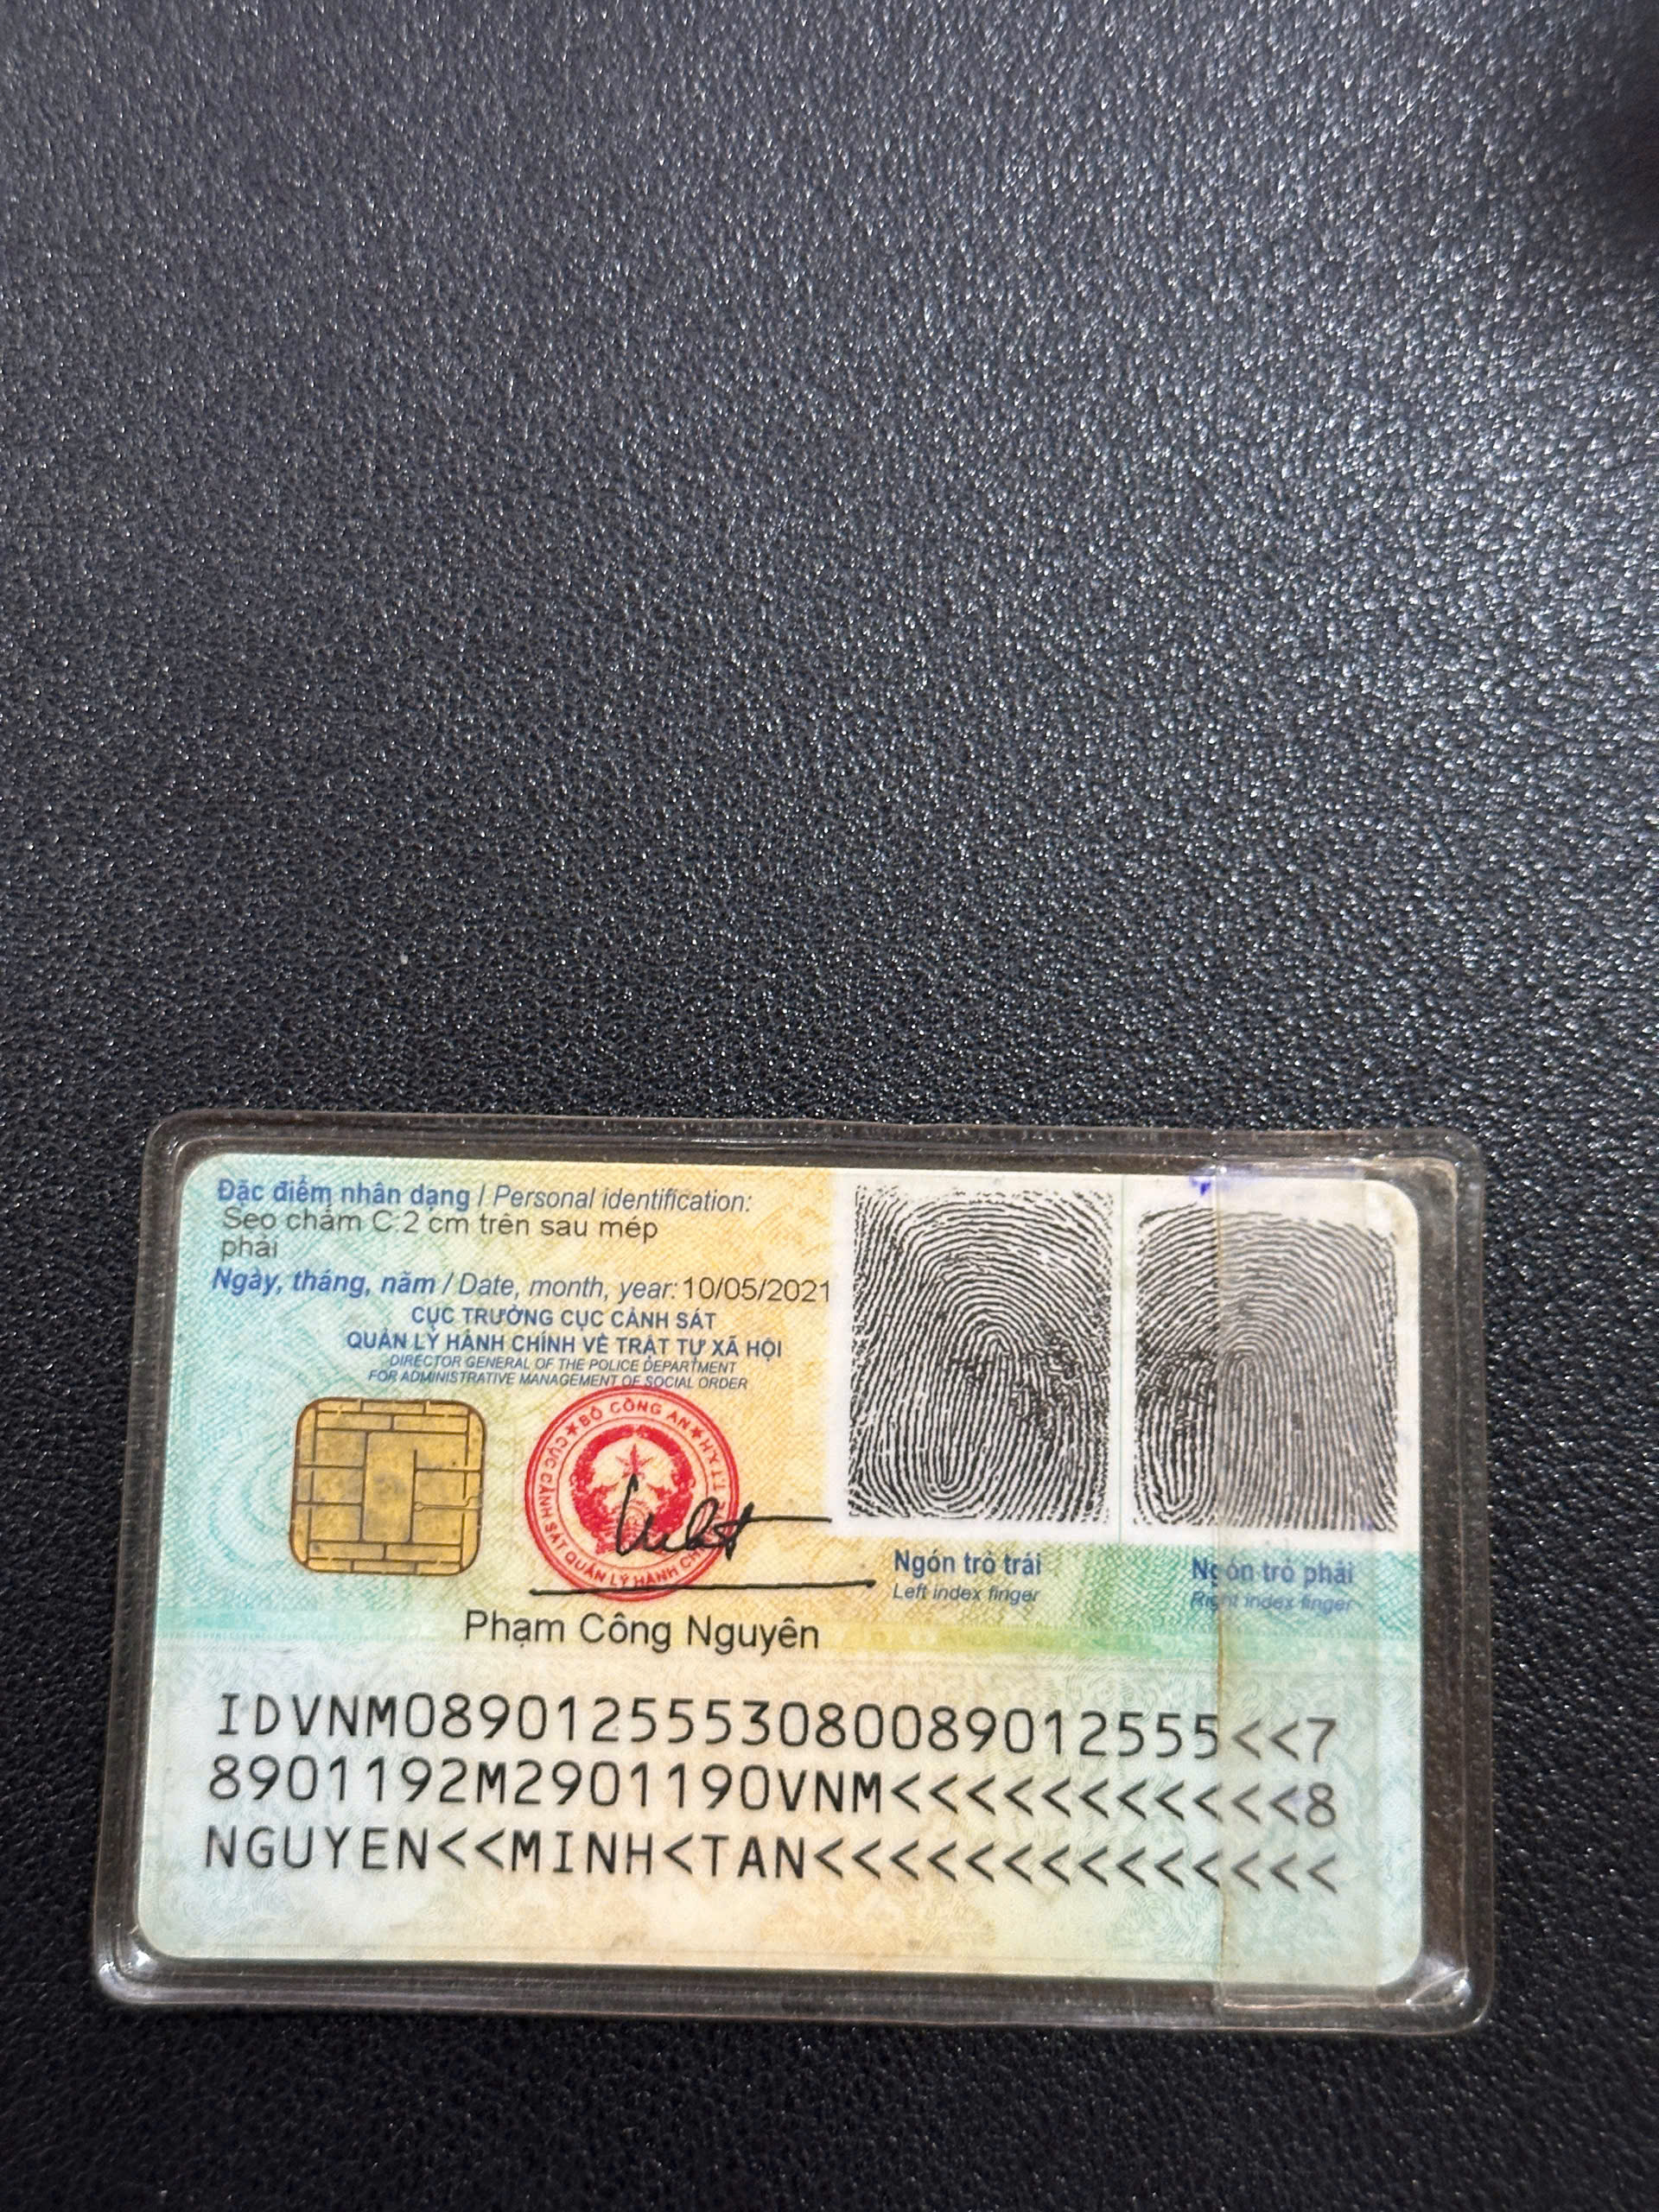 Đặc điểm nhân dạng / Personal identification:
Sẹo chấm C:2 cm trên sau mép
phải
Ngày, tháng, năm / Date, month, year: 10/05/2021
CỤC TRƯỞNG CỤC CẢNH SÁT
QUẢN LÝ HÀNH CHÍNH VỀ TRẬT TỰ XÃ HỘI
DIRECTOR GENERAL OF THE POLICE DEPARTMENT
FOR ADMINISTRATIVE MANAGEMENT OF SOCIAL ORDER
BỘ CÔNG AN
CỤC CẢNH SÁT QUẢN LÝ HÀNH
Ngón trỏ trái
Left index finger
Ngón trỏ phải
Right index finger
Phạm Công Nguyên
IDVNM0890125553080089012555<<7
8901192M2901190VNM<<<<<<<<<<<8
NGUYEN<<MINH<TAN<<<<<<<<<<<<<<